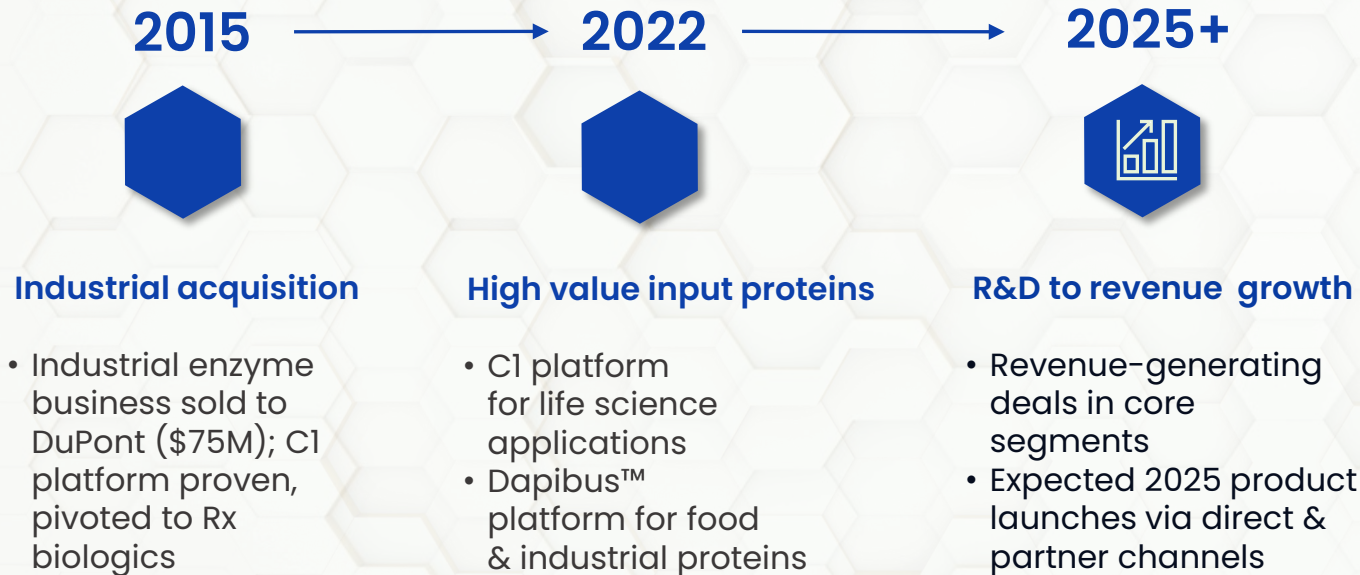 2015
2022
2025+
Industrial acquisition
• Industrial enzyme
business sold to
DuPont ($75M); C1
platform proven,
pivoted to Rx
biologics
High value input proteins
• C1 platform
for life science
applications
• Dapibus™
platform for food
& industrial proteins
R&D to revenue growth
• Revenue-generating
deals in core
segments
• Expected 2025 product
launches via direct &
partner channels